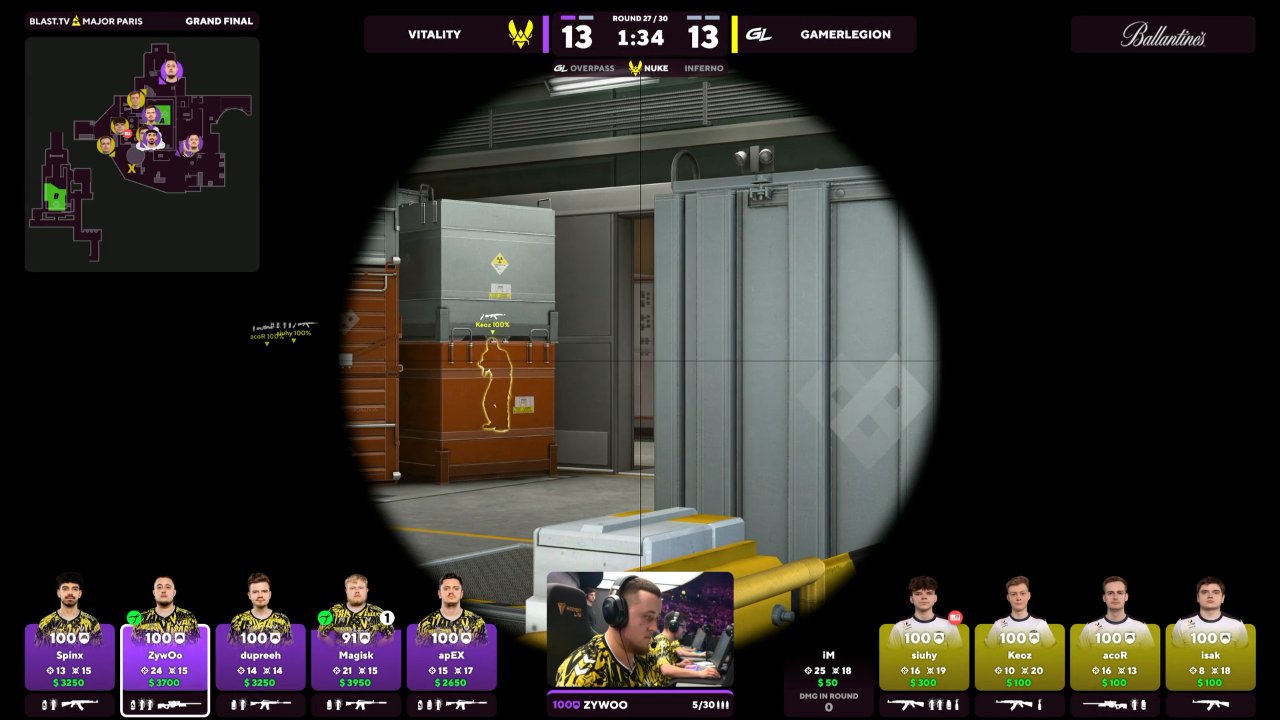 BLAST.TV MAJOR PARIS GRAND FINAL
VITALITY 13 ROUND 27 / 30 1:34 13 GL GAMERLEGION
Ballantine's
GL OVERPASS NUKE INFERNO
X
B
Keoz 100%
acoR 100% siuhy 100%
1
100 100 100 91 100
Spinx ZywOo dupreeh Magisk apEX
13 15 24 15 14 14 21 15 15 17
$ 3250 $ 3700 $ 3250 $ 3950 $ 2650
100 ZYWOO 5/30
iM
25 18
$ 50
DMG IN ROUND
0
100 100 100 100
siuhy Keoz acoR isak
16 19 10 20 16 13 8 18
$ 300 $ 100 $ 100 $ 100